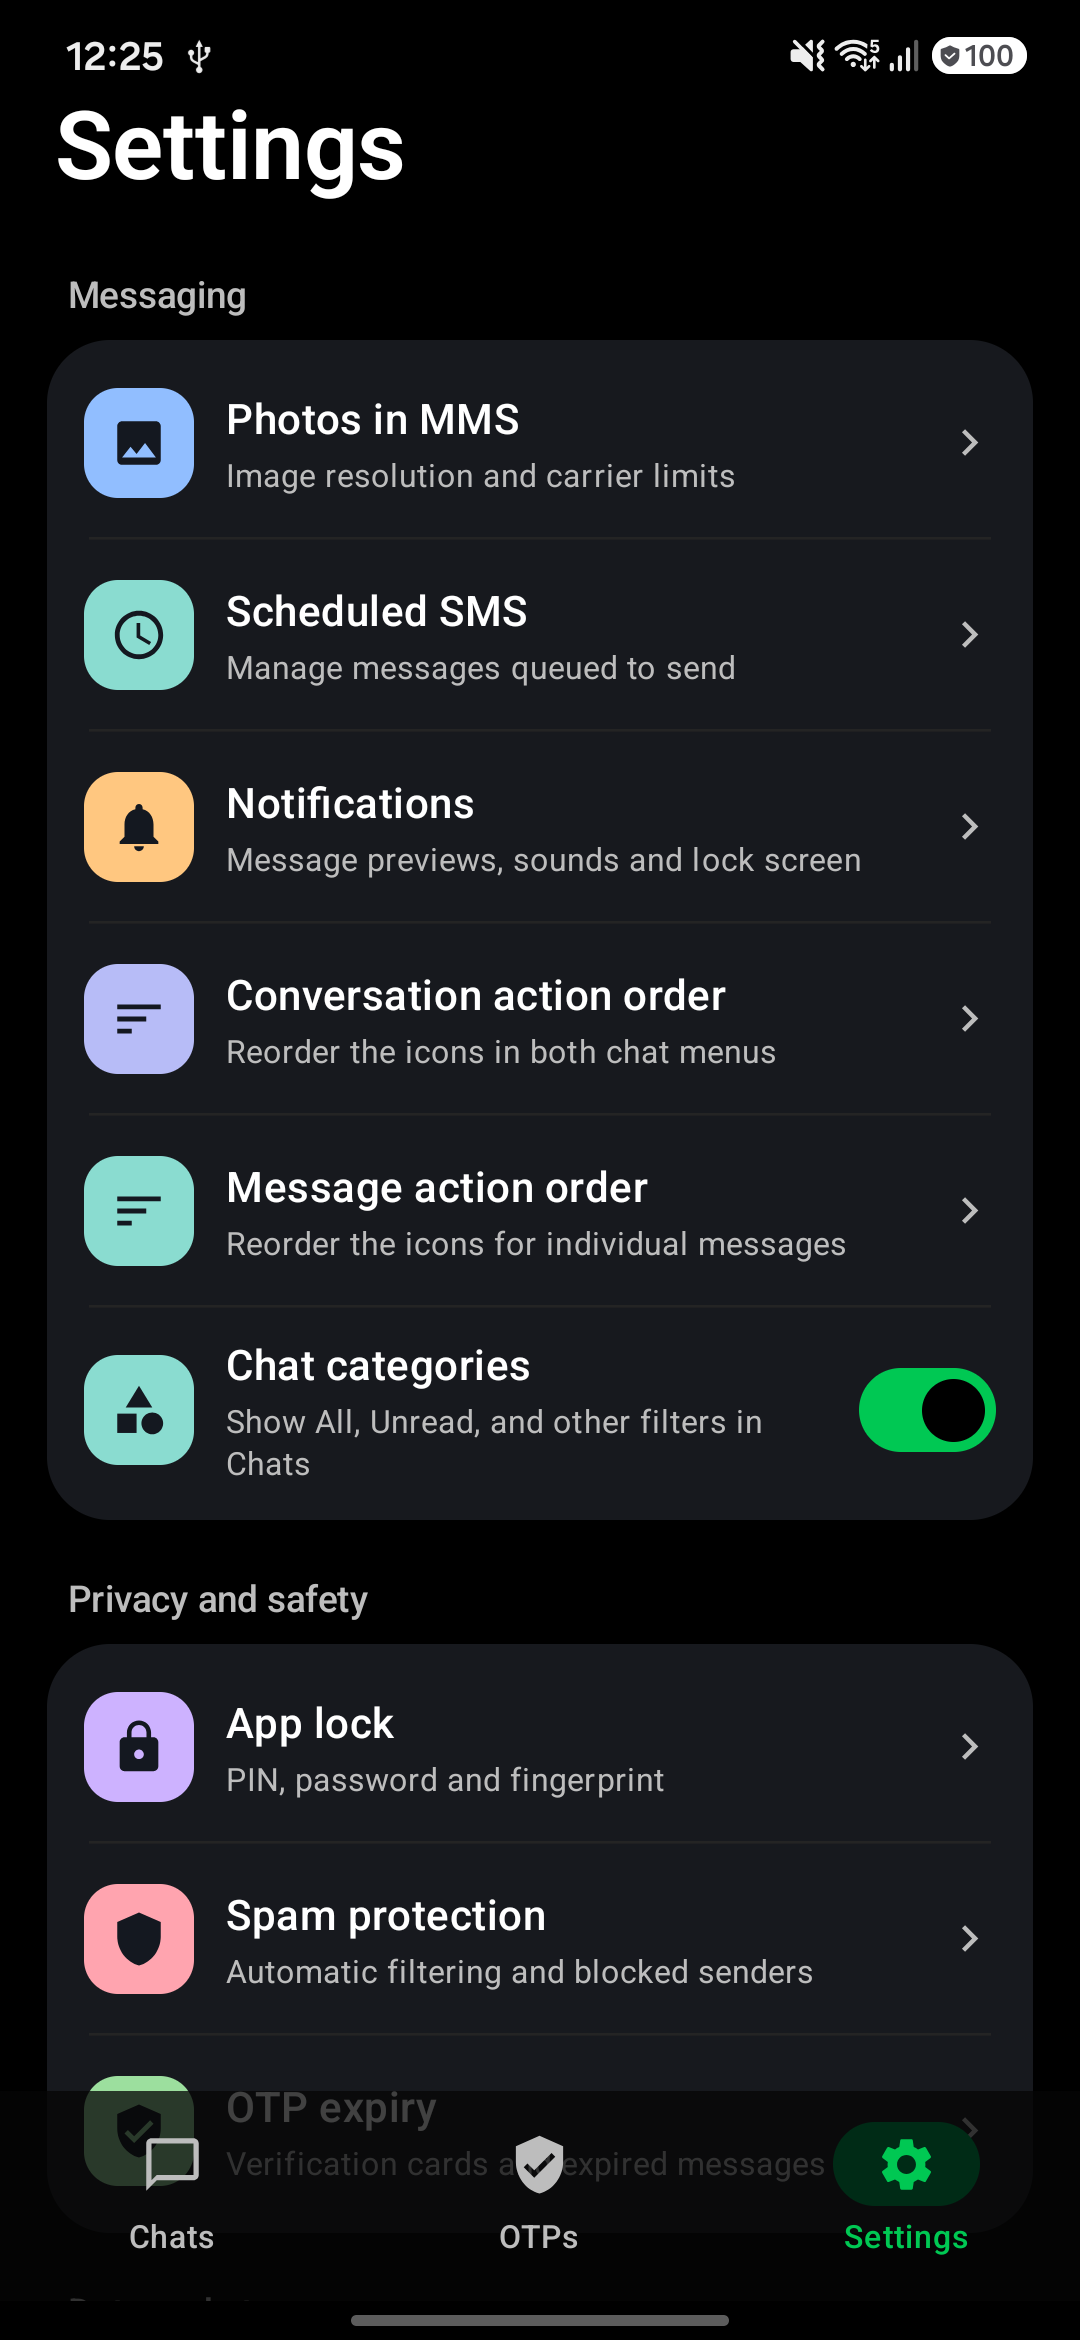 12:25
5
100
Settings
Messaging
Photos in MMS
Image resolution and carrier limits
Scheduled SMS
Manage messages queued to send
Notifications
Message previews, sounds and lock screen
Conversation action order
Reorder the icons in both chat menus
Message action order
Reorder the icons for individual messages
Chat categories
Show All, Unread, and other filters in
Chats
Privacy and safety
App lock
PIN, password and fingerprint
Spam protection
Automatic filtering and blocked senders
OTP expiry
Verification cards expired messages
Chats
OTPs
Settings